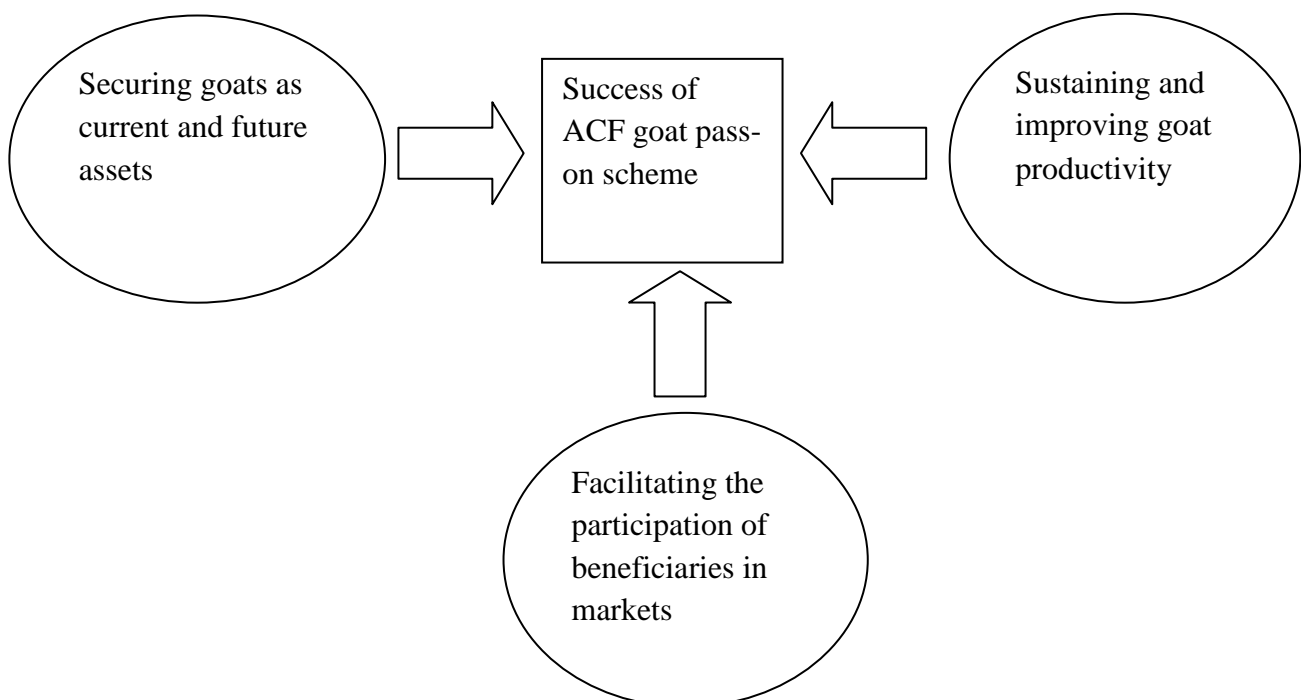 Securing goats as
current and future
assets
Success of
ACF goat pass-
on scheme
Sustaining and
improving goat
productivity
Facilitating the
participation of
beneficiaries in
markets